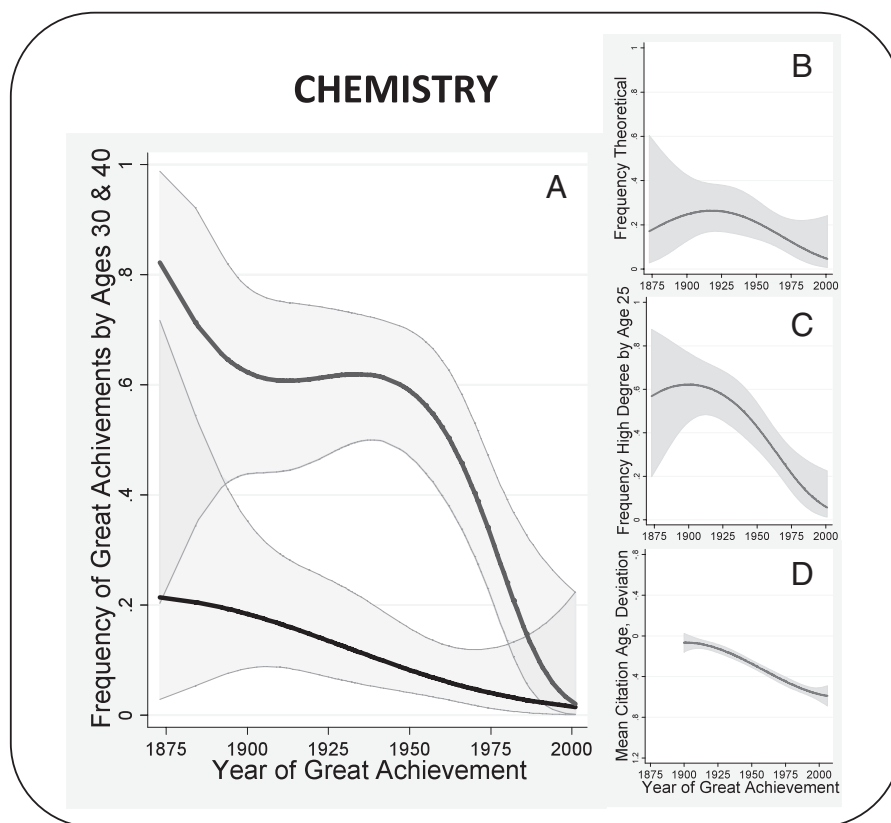 CHEMISTRY
A
Frequency of Great Achivements by Ages 30 & 40
1
.8
.6
.4
.2
0
1875 1900 1925 1950 1975 2000
Year of Great Achievement
B
Frequency Theoretical
1
.8
.6
.4
.2
0
1875 1900 1925 1950 1975 2000
C
Frequency High Degree by Age 25
1
.8
.6
.4
.2
0
1875 1900 1925 1950 1975 2000
D
Mean Citation Age, Deviation
-.8
-.4
0
.4
.8
1.2
1875 1900 1925 1950 1975 2000
Year of Great Achievement